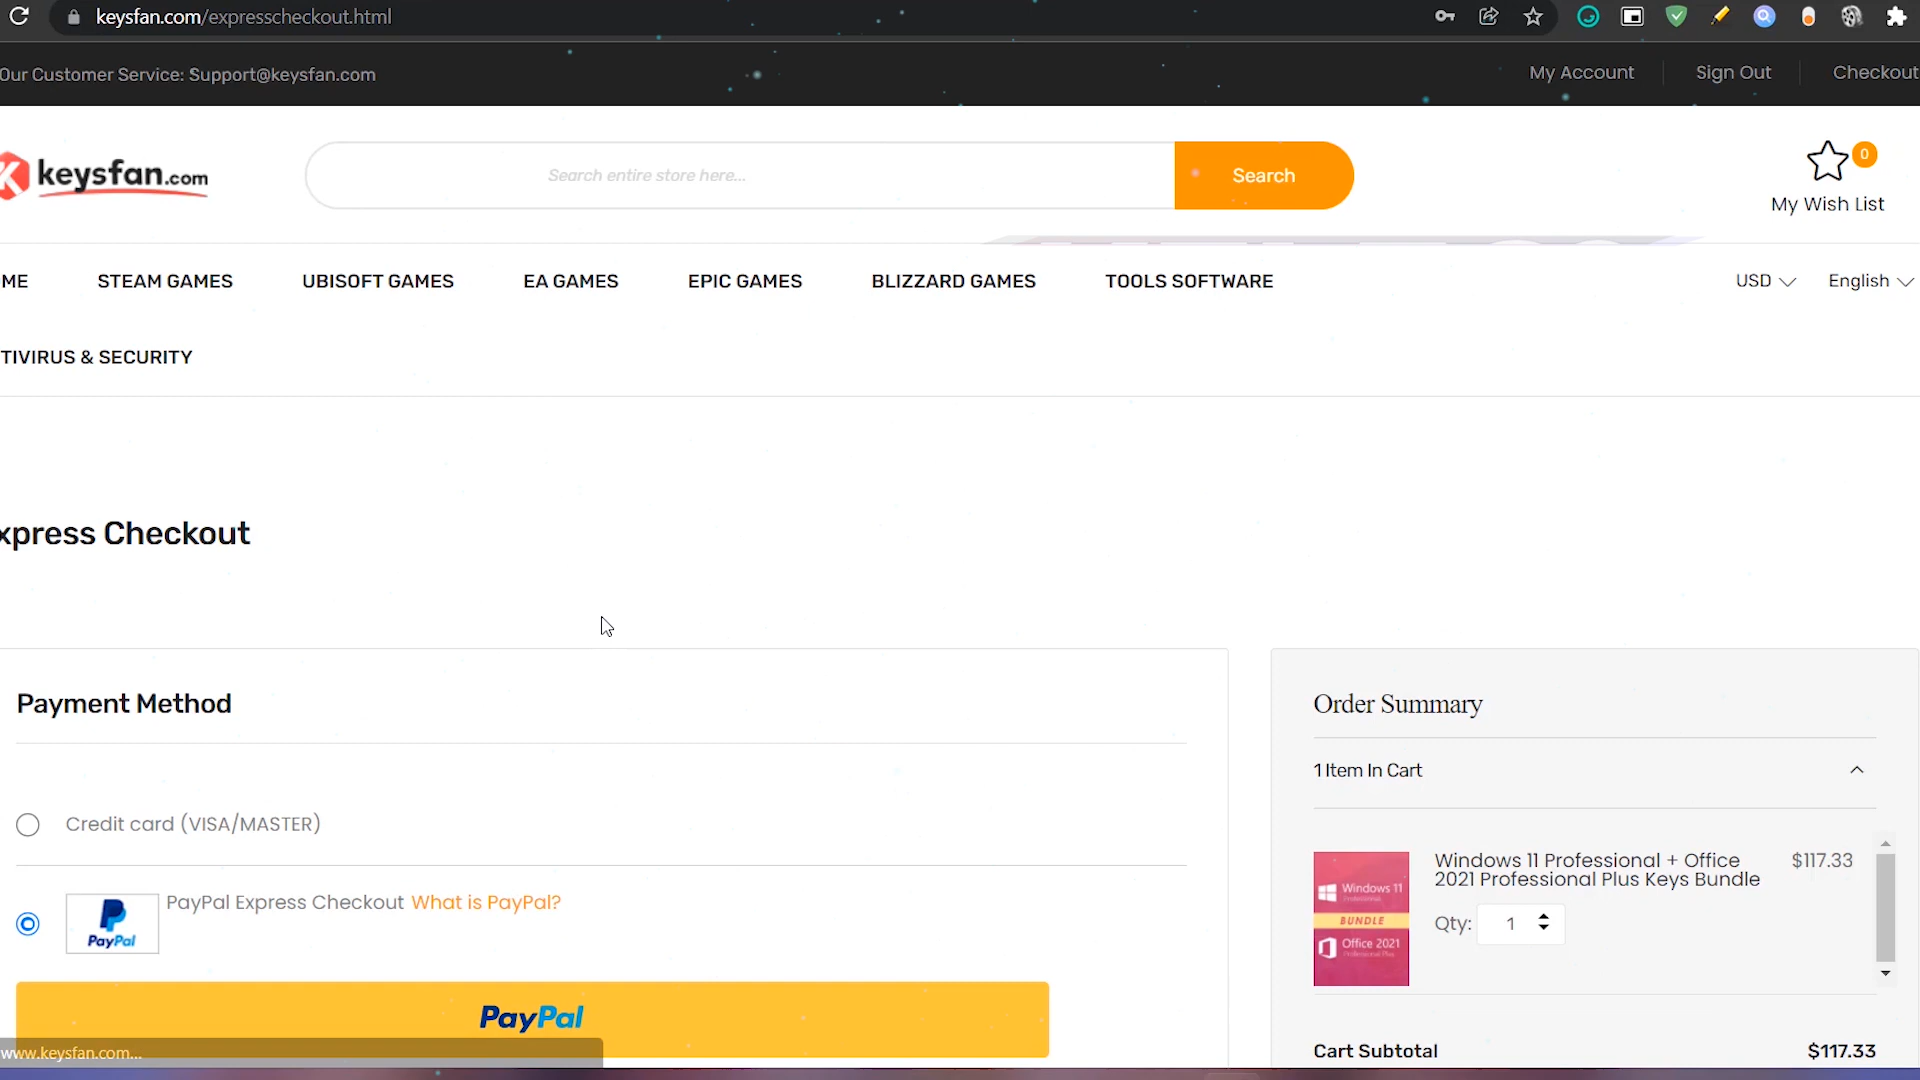 keysfan.com/expresscheckout.html
Our Customer Service: Support@keysfan.com
My Account
Sign Out
Checkout
keysfan.com
Search entire store here...
Search
0
My Wish List
ME
STEAM GAMES
UBISOFT GAMES
EA GAMES
EPIC GAMES
BLIZZARD GAMES
TOOLS SOFTWARE
USD
English
TIVIRUS & SECURITY
xpress Checkout
Payment Method
Credit card (VISA/MASTER)
PayPal
PayPal Express Checkout What is PayPal?
PayPal
www.keysfan.com...
Order Summary
1 Item In Cart
Windows 11
Professional
BUNDLE
Office 2021
Professional Plus
Windows 11 Professional + Office
2021 Professional Plus Keys Bundle
$117.33
Qty: 1
Cart Subtotal
$117.33